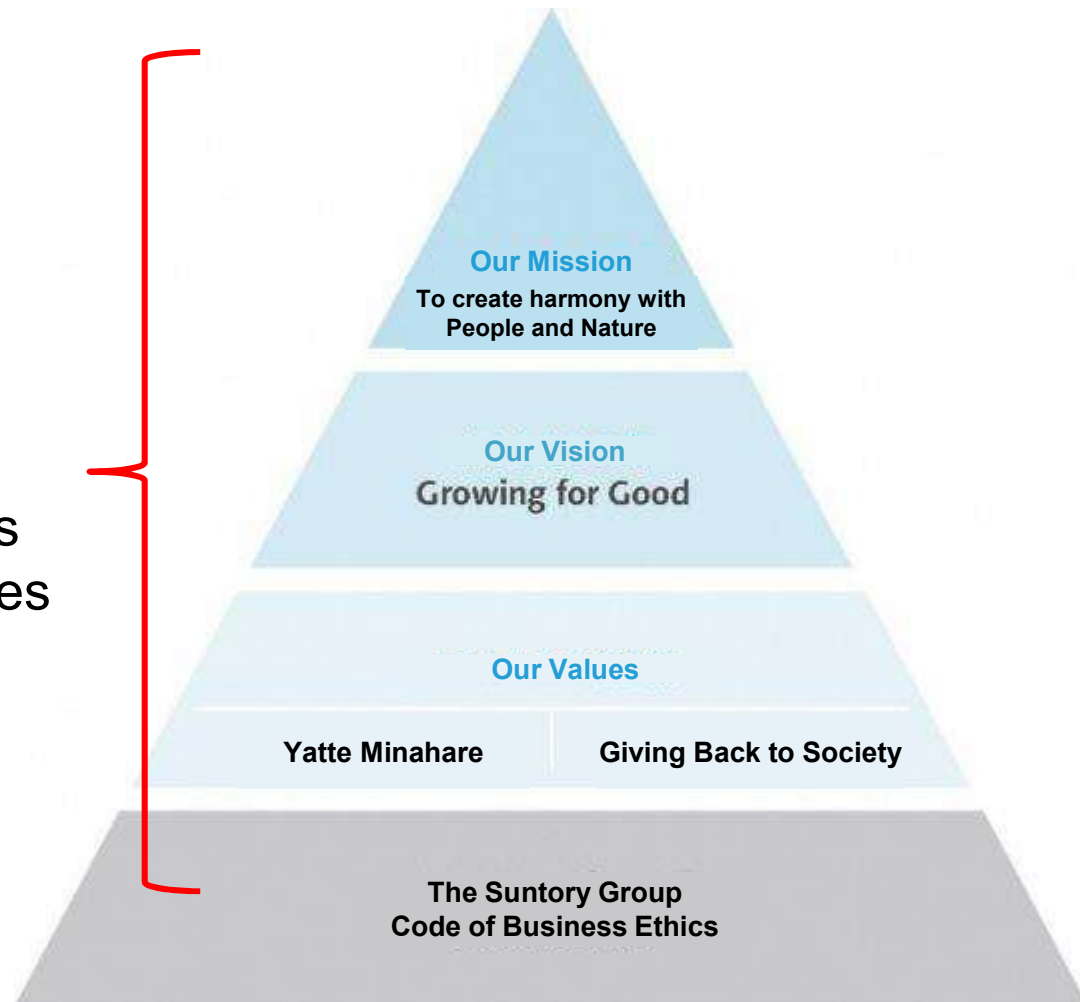 Our Mission
To create harmony with
People and Nature
Our Vision
Growing for Good
s
es
Our Values
Yatte Minahare
Giving Back to Society
The Suntory Group
Code of Business Ethics